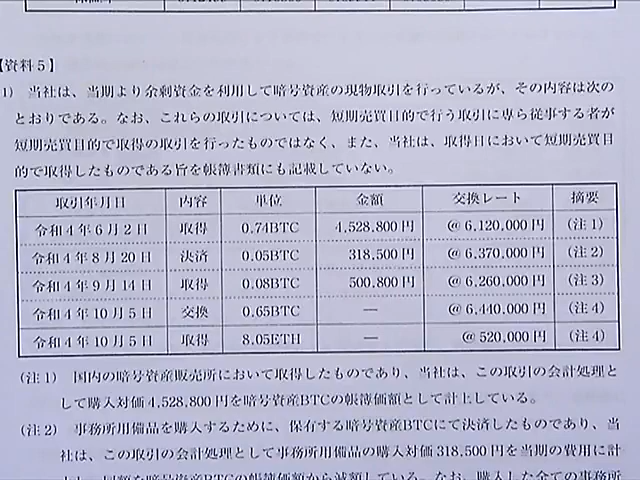 【資料5】
1) 当社は、当期より余剰資金を利用して暗号資産の現物取引を行っているが、その内容は次の
とおりである。なお、これらの取引については、短期売買目的で行う取引に専ら従事する者が
短期売買目的で取得の取引を行ったものではなく、また、当社は、取得日において短期売買目
的で取得したものである旨を帳簿書類にも記載していない。
取引年月日 内容 単位 金額 交換レート 摘要
令和4年6月2日 取得 0.74BTC 4,528,800円 @6,120,000円 (注1)
令和4年8月20日 決済 0.05BTC 318,500円 @6,370,000円 (注2)
令和4年9月14日 取得 0.08BTC 500,800円 @6,260,000円 (注3)
令和4年10月5日 交換 0.65BTC — @6,440,000円 (注4)
令和4年10月5日 取得 8.05ETH — @520,000円 (注4)
(注1) 国内の暗号資産販売所において取得したものであり、当社は、この取引の会計処理と
して購入対価4,528,800円を暗号資産BTCの帳簿価額として計上している。
(注2) 事務所用備品を購入するために、保有する暗号資産BTCにて決済したものであり、当
社は、この取引の会計処理として事務所用備品の購入対価318,500円を当期の費用に計